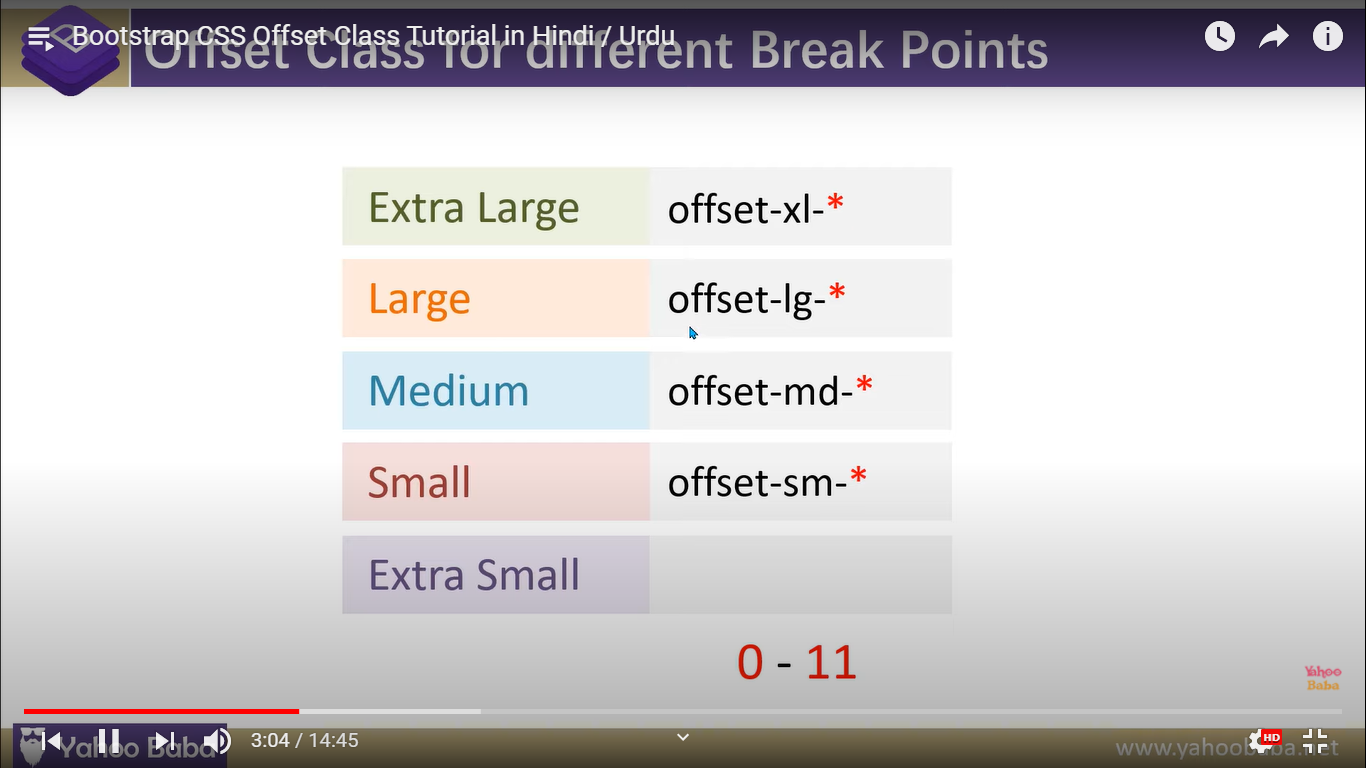 Bootstrap CSS Offset Class Tutorial in Hindi / Urdu
Offset Class for different Break Points
Extra Large offset-xl-*
Large offset-lg-*
Medium offset-md-*
Small offset-sm-*
Extra Small
0 - 11
Yahoo
Baba
Yahoo Baba
3:04 / 14:45
HD
www.yahoobaba.net